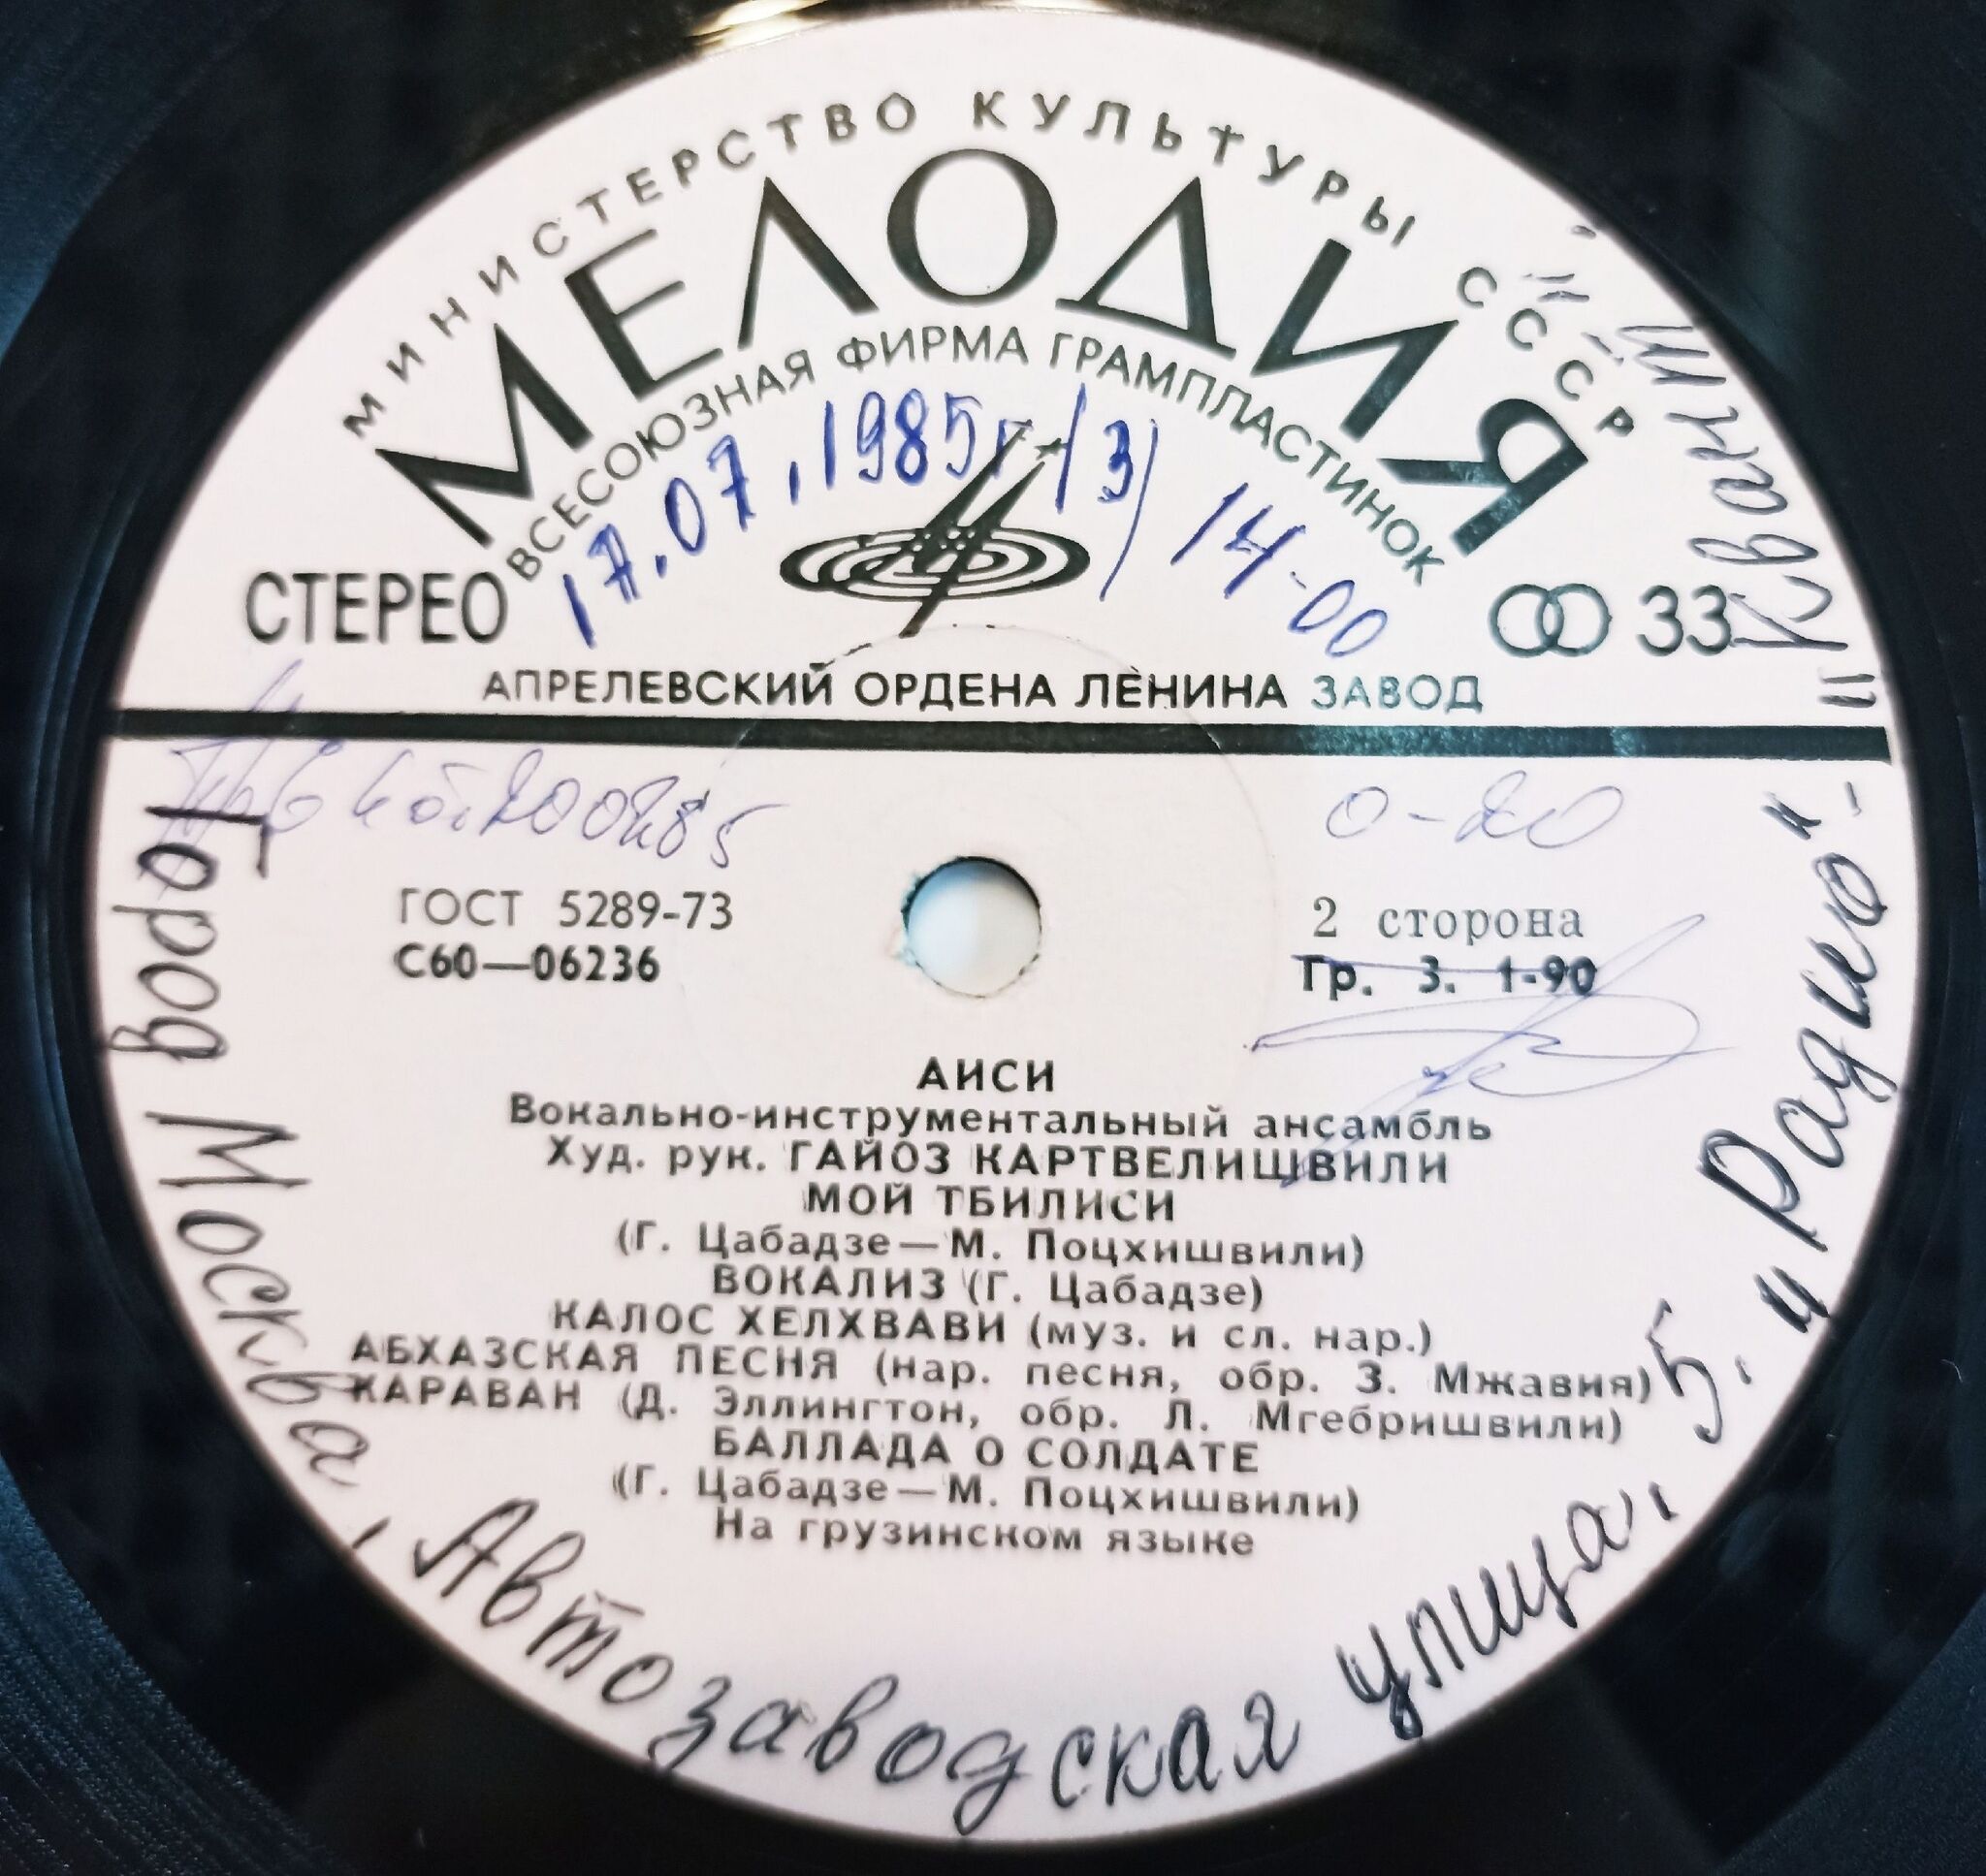 МИНИСТЕРСТВО КУЛЬТУРЫ СССР
МЕЛОДИЯ
ВСЕСОЮЗНАЯ ФИРМА ГРАМПЛАСТИНОК
17.07.1985г. /3/ 14-00
СТЕРЕО
33
АПРЕЛЕВСКИЙ ОРДЕНА ЛЕНИНА ЗАВОД
0-20
ГОСТ 5289-73
С60—06236
2 сторона
Гр. 3. 1-90
АИСИ
Вокально-инструментальный ансамбль
Худ. рук. ГАЙОЗ КАРТВЕЛИЩВИЛИ
МОЙ ТБИЛИСИ
(Г. Цабадзе—М. Поцхишвили)
ВОКАЛИЗ (Г. Цабадзе)
КАЛОС ХЕЛХВАВИ (муз. и сл. нар.)
АБХАЗСКАЯ ПЕСНЯ (нар. песня, обр. З. Мжавия)
КАРАВАН (Д. Эллингтон, обр. Л. Мгебришвили)
БАЛЛАДА О СОЛДАТЕ
(Г. Цабадзе—М. Поцхишвили)
На грузинском языке
Город Москва, Автозаводская улица, 5. „Радио“-